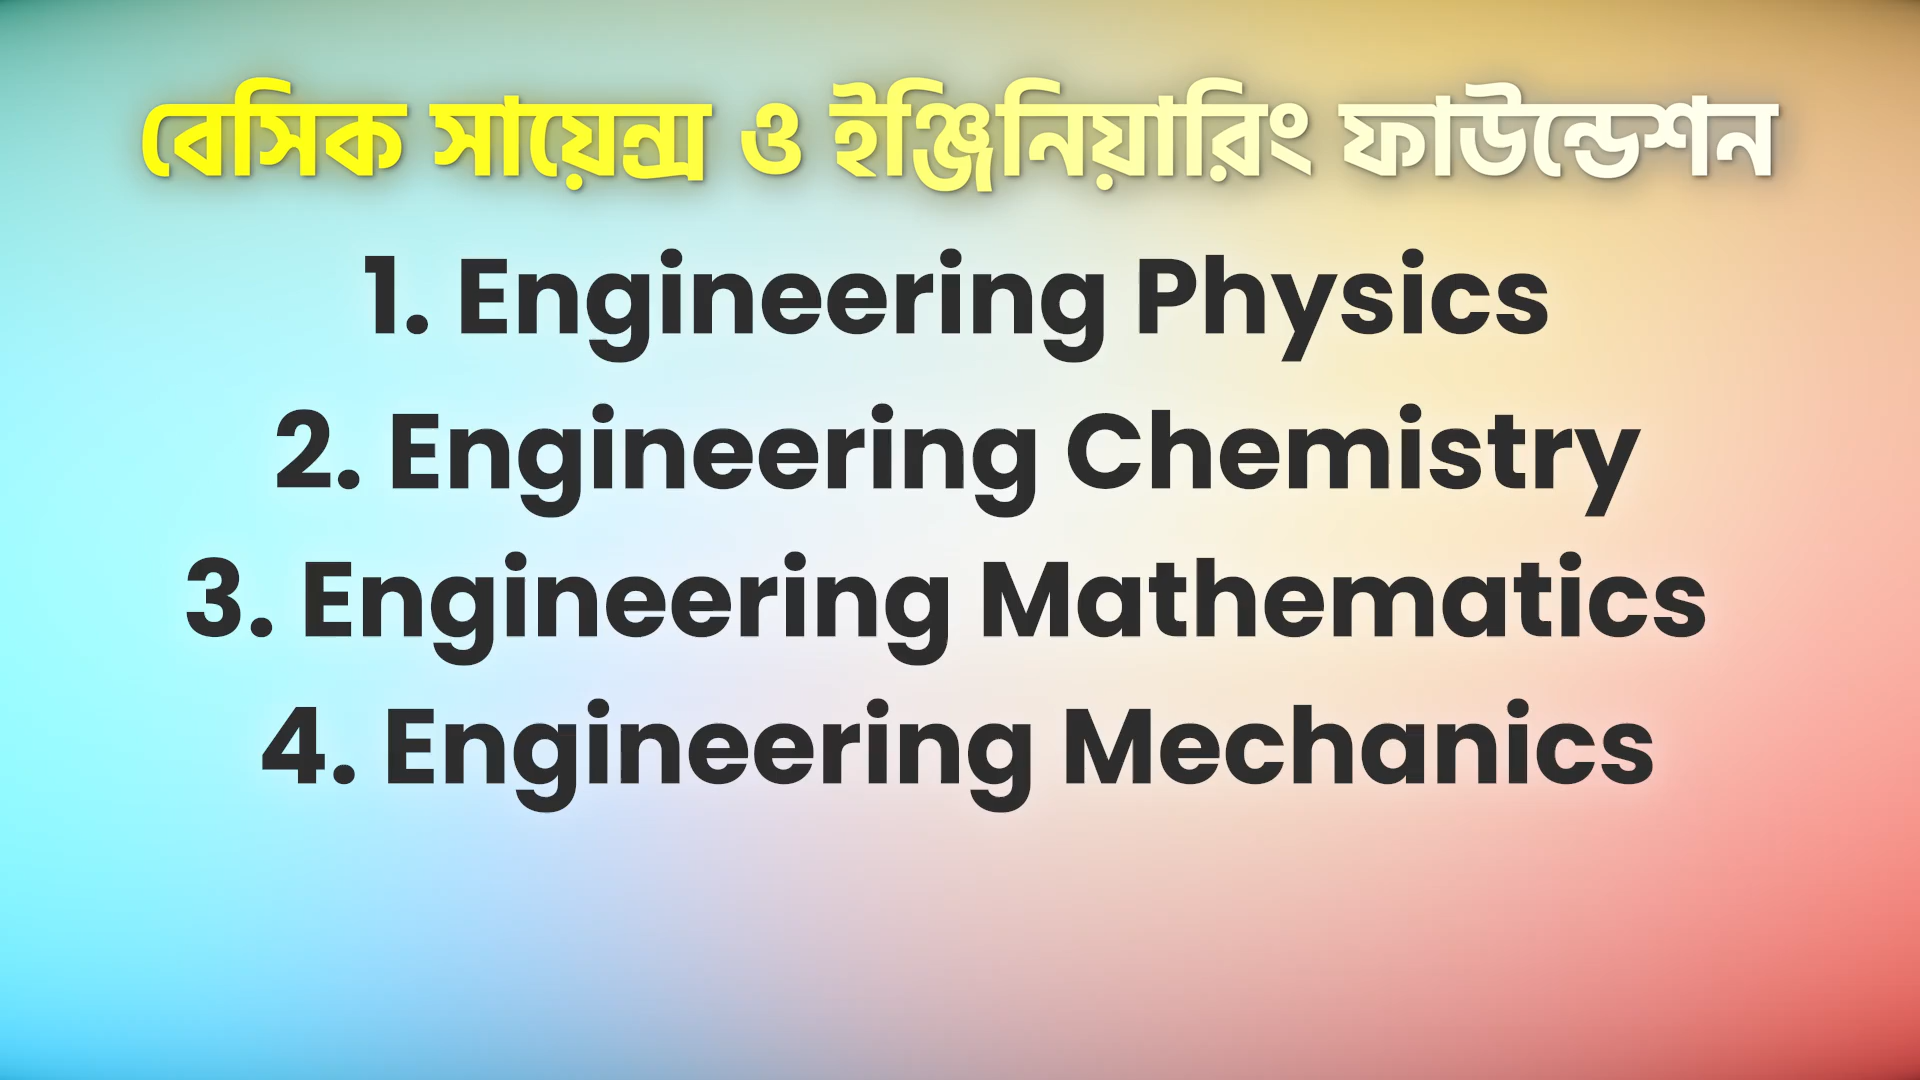 বেসিক সায়েন্স ও ইঞ্জিনিয়ারিং ফাউন্ডেশন
1. Engineering Physics
2. Engineering Chemistry
3. Engineering Mathematics
4. Engineering Mechanics